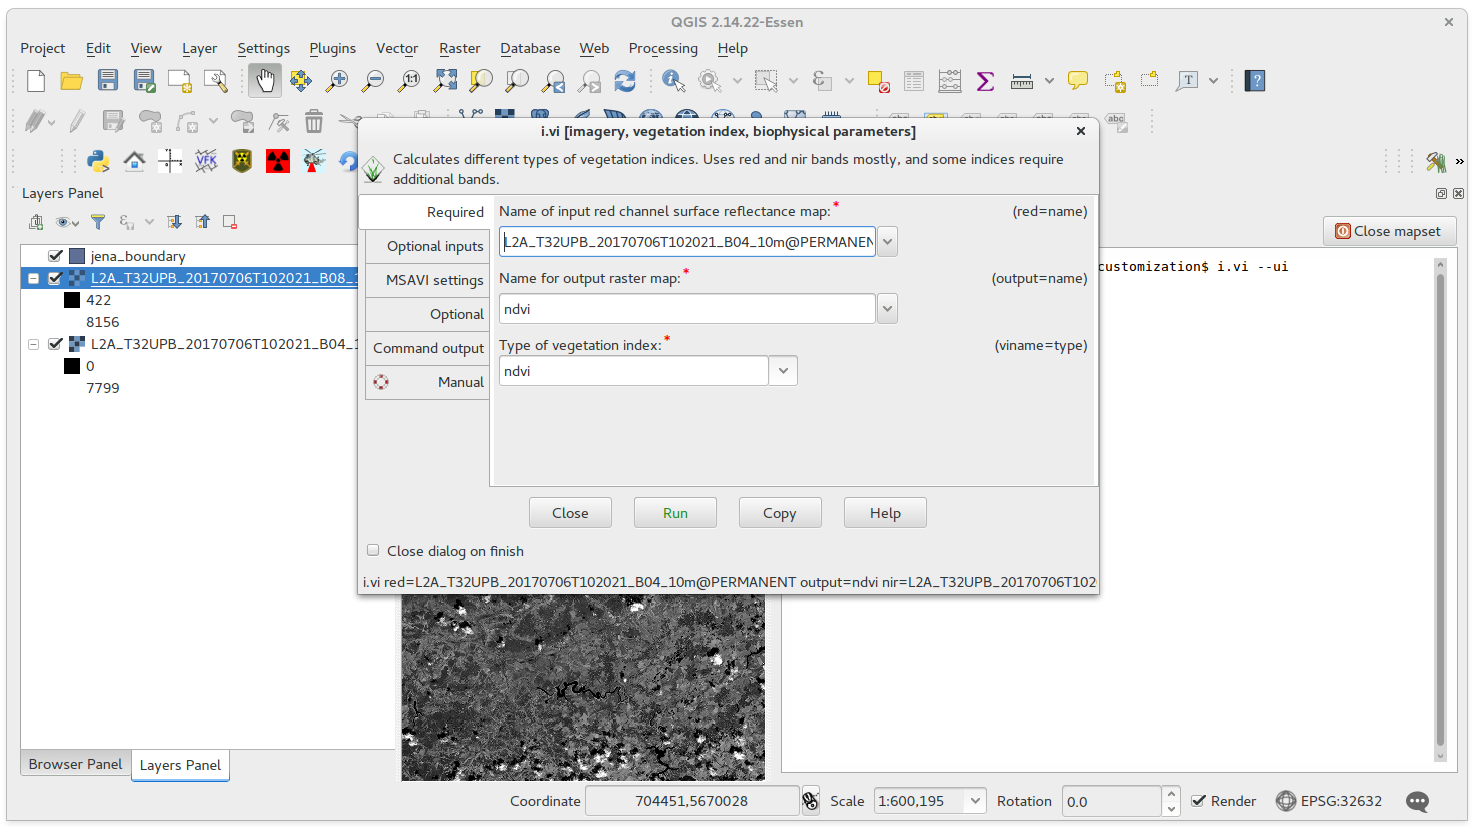 QGIS 2.14.22-Essen
Project Edit View Layer Settings Plugins Vector Raster Database Web Processing Help
1:1
T
?
abc
VFK
»
i.vi [imagery, vegetation index, biophysical parameters]
Calculates different types of vegetation indices. Uses red and nir bands mostly, and some indices require
additional bands.
Layers Panel
Close mapset
jena_boundary
L2A_T32UPB_20170706T102021_B08_1
422
8156
L2A_T32UPB_20170706T102021_B04_1
0
7799
Required
Optional inputs
MSAVI settings
Optional
Command output
Manual
Name of input red channel surface reflectance map:* (red=name)
L2A_T32UPB_20170706T102021_B04_10m@PERMANEN
Name for output raster map:* (output=name)
ndvi
Type of vegetation index:* (viname=type)
ndvi
Close Run Copy Help
Close dialog on finish
i.vi red=L2A_T32UPB_20170706T102021_B04_10m@PERMANENT output=ndvi nir=L2A_T32UPB_20170706T102
customization$ i.vi --ui
Browser Panel Layers Panel
Coordinate 704451,5670028 Scale 1:600,195 Rotation 0.0 Render EPSG:32632